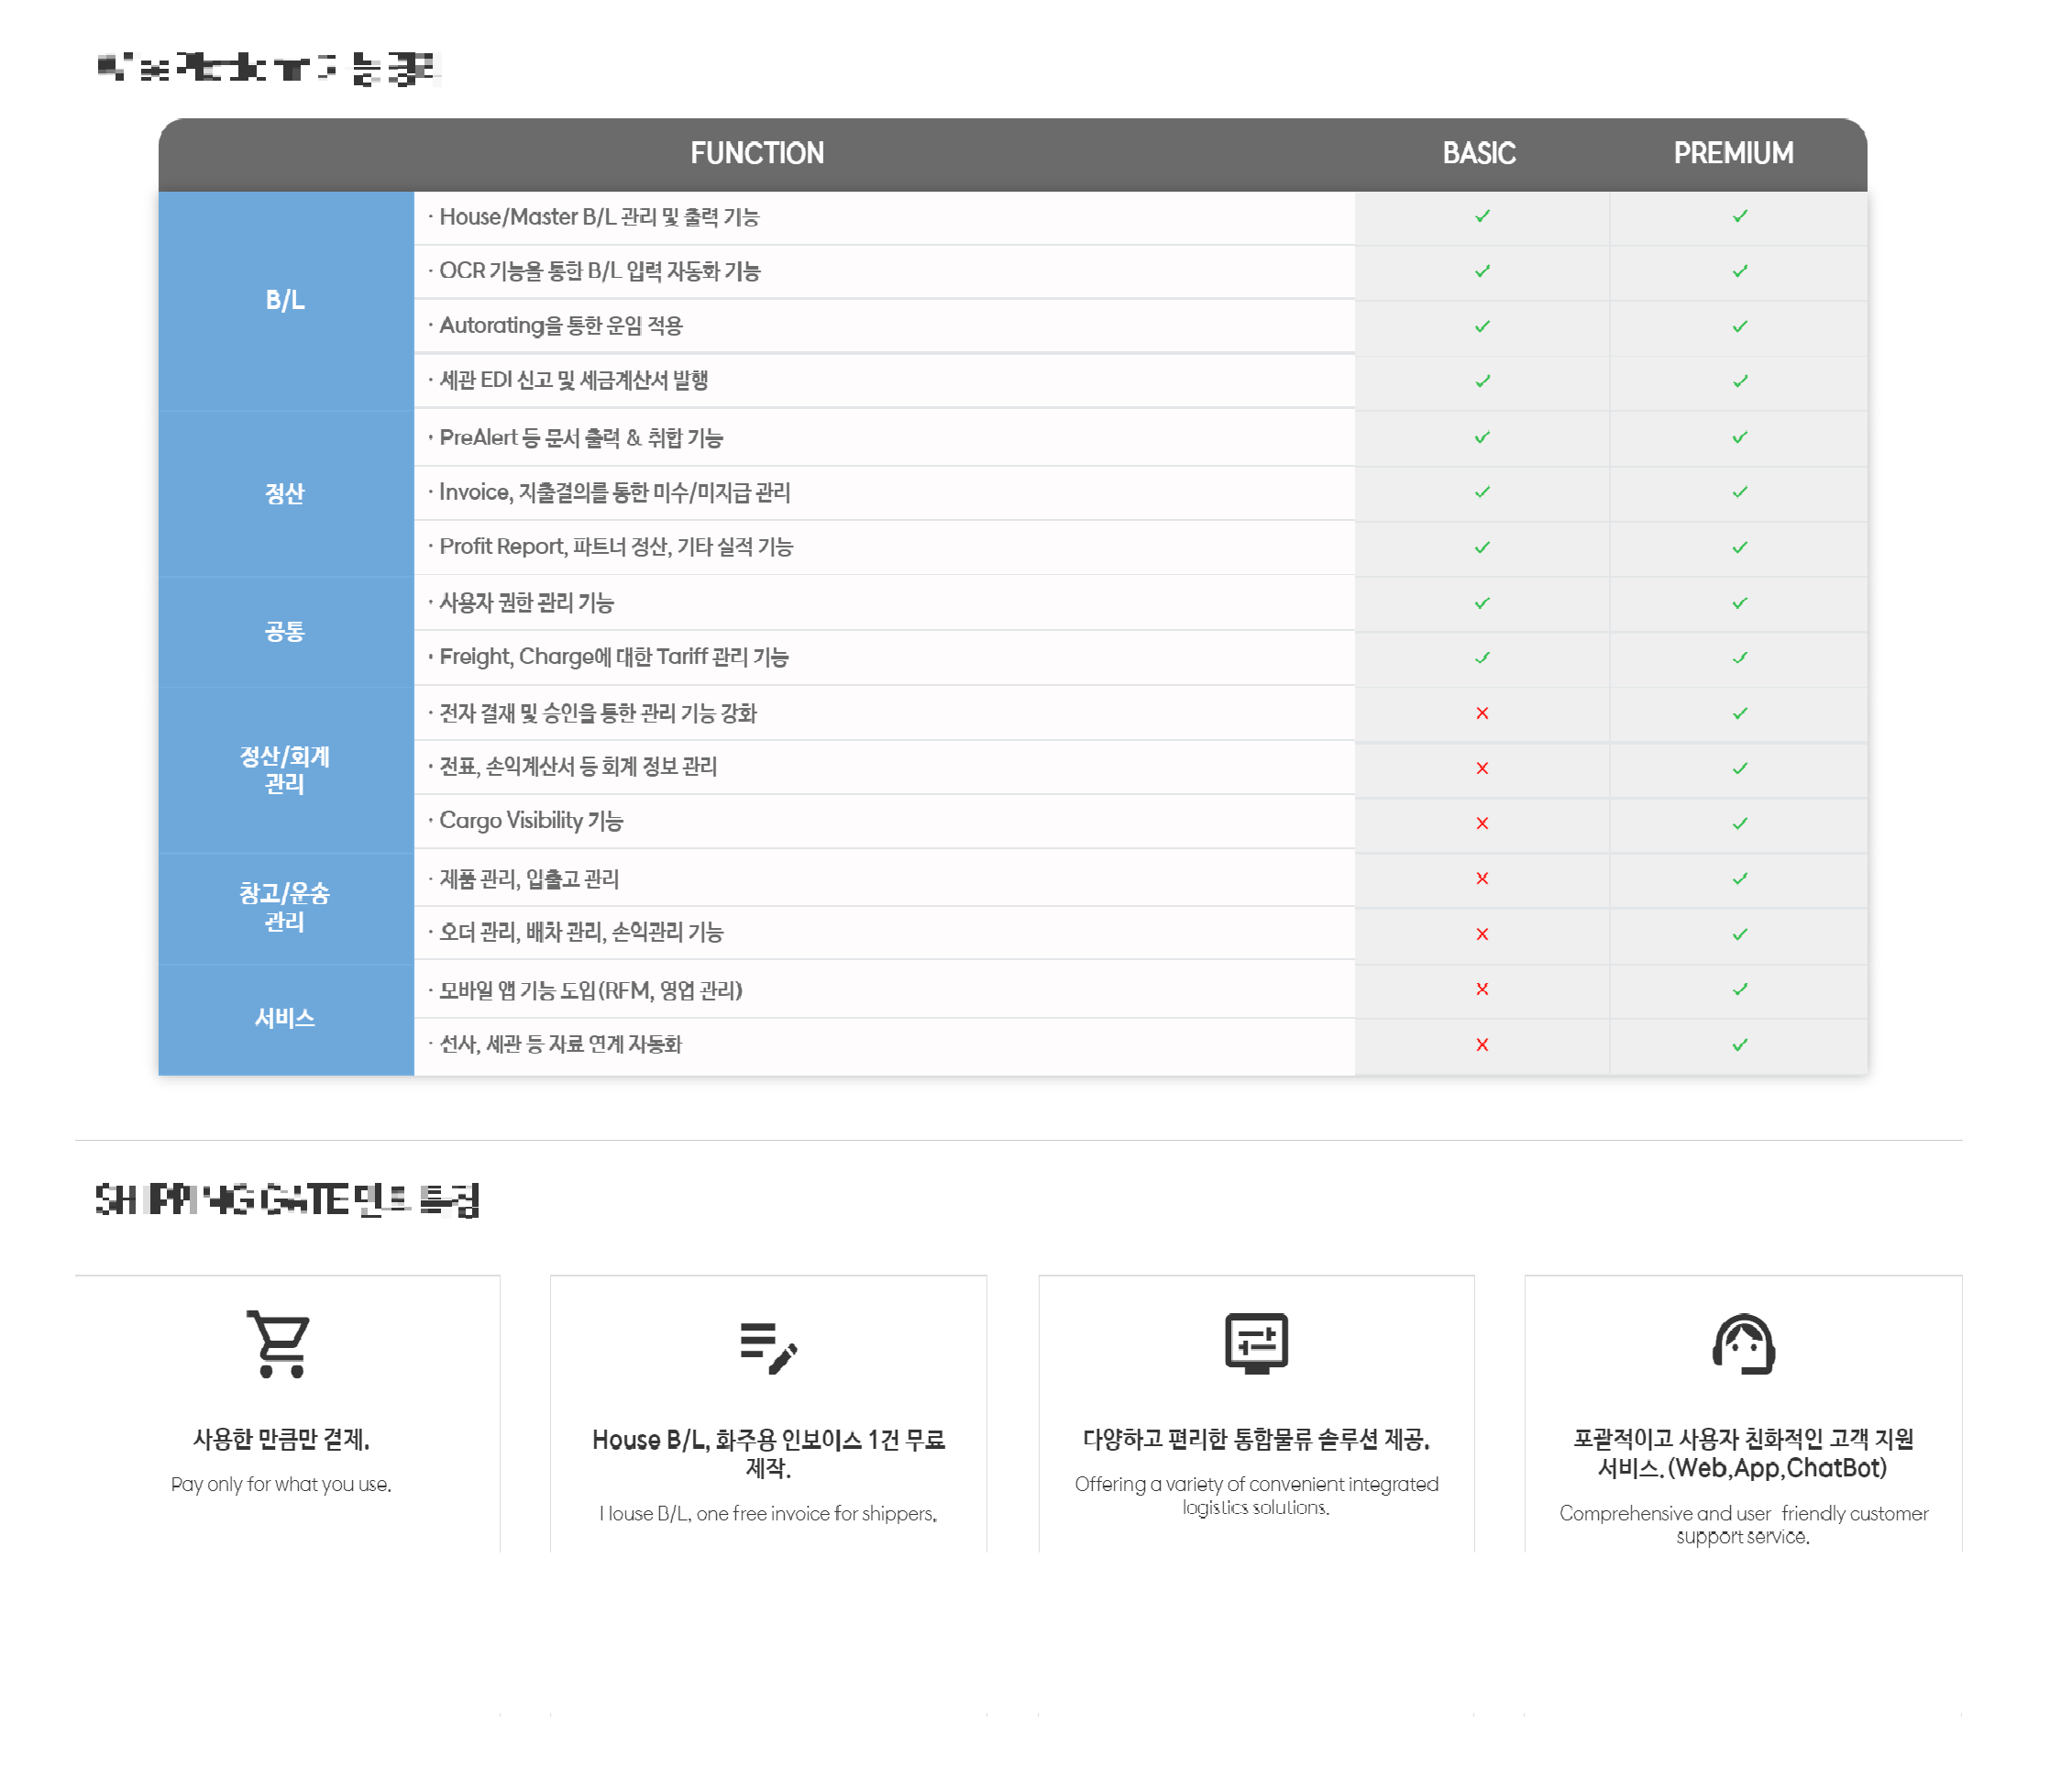 FUNCTION BASIC PREMIUM
B/L
· House/Master B/L 관리 및 출력 기능
· OCR 기능을 통한 B/L 입력 자동화 기능
· Autorating을 통한 운임 적용
· 세관 EDI 신고 및 세금계산서 발행
정산
· PreAlert 등 문서 출력 & 취합 기능
· Invoice, 지출결의를 통한 미수/미지급 관리
· Profit Report, 파트너 정산, 기타 실적 기능
공통
· 사용자 권한 관리 기능
· Freight, Charge에 대한 Tariff 관리 기능
정산/회계
관리
· 전자 결재 및 승인을 통한 관리 기능 강화
· 전표, 손익계산서 등 회계 정보 관리
· Cargo Visibility 기능
창고/운송
관리
· 제품 관리, 입출고 관리
· 오더 관리, 배차 관리, 손익관리 기능
서비스
· 모바일 앱 기능 도입(RFM, 영업 관리)
· 선사, 세관 등 자료 연계 자동화
SHIPPING GATE
사용한 만큼만 결제.
Pay only for what you use.
House B/L, 화주용 인보이스 1건 무료
제작.
House B/L, one free invoice for shippers.
다양하고 편리한 통합물류 솔루션 제공.
Offering a variety of convenient integrated
logistics solutions.
포괄적이고 사용자 친화적인 고객 지원
서비스.(Web,App,ChatBot)
Comprehensive and user friendly customer
support service.